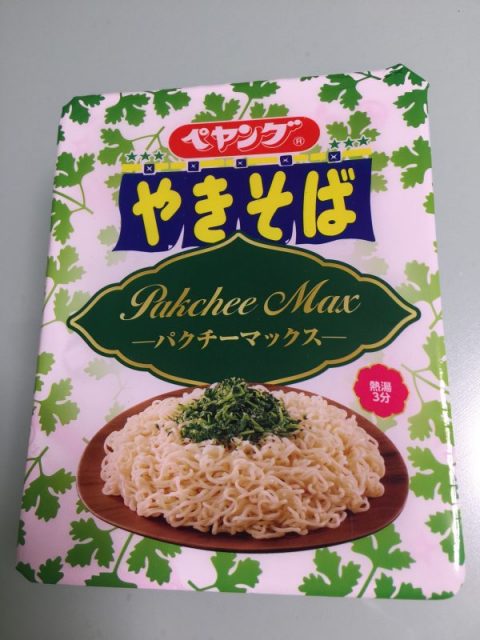 ペヤング®
やきそば
Pakchee Max
―パクチーマックス―
熱湯
3分